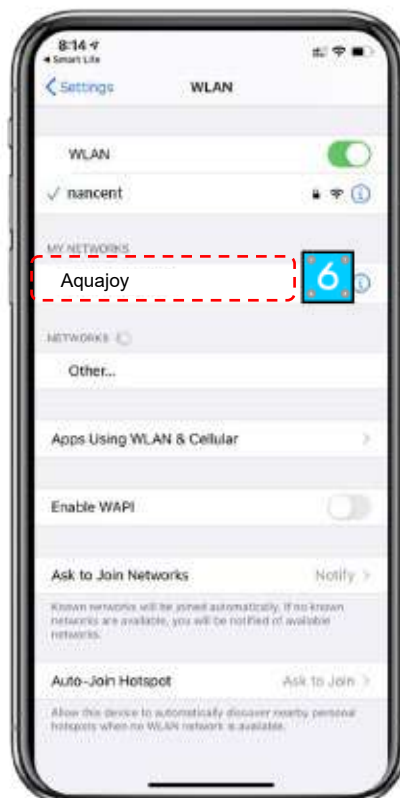 8:14
Smart Life
Settings
WLAN
WLAN
nancent
MY NETWORKS
Aquajoy
6
NETWORKS
Other...
Apps Using WLAN & Cellular
Enable WAPI
Ask to Join Networks
Notify
Known networks will be joined automatically. If no known
networks are available, you will be notified of available
networks.
Auto-Join Hotspot
Ask to Join
Allow this device to automatically discover nearby personal
hotspots when no WLAN network is available.